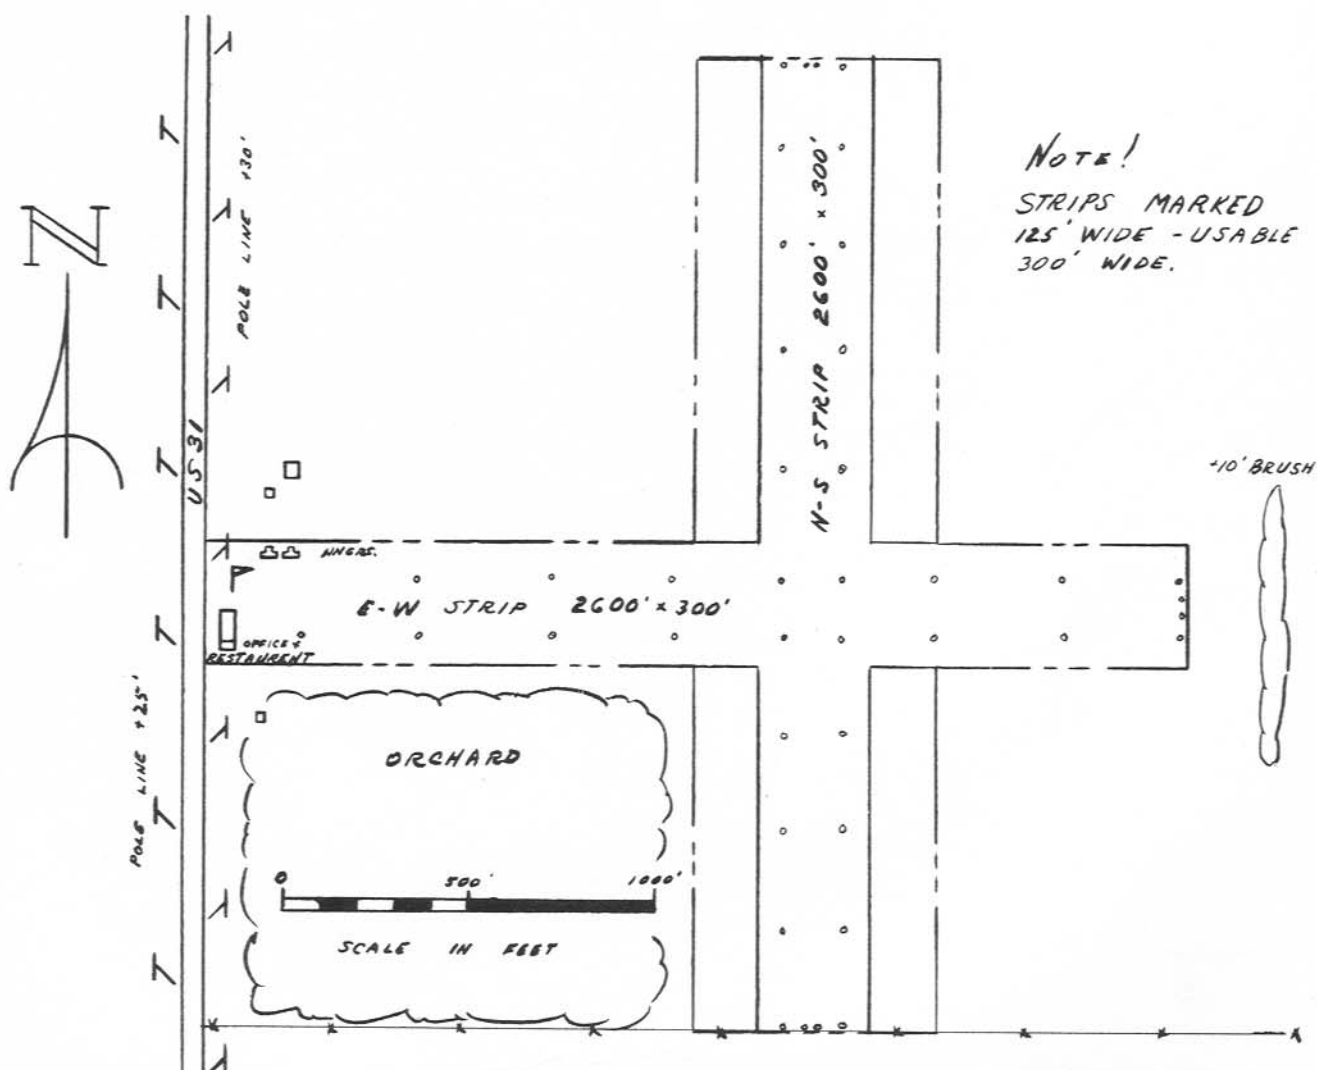 N
POLE LINE +30'
N-S STRIP 2600' x 300'
NOTE!
STRIPS MARKED
125' WIDE - USABLE
300' WIDE.
US 31
+10' BRUSH
HNGRS.
E-W STRIP 2600' x 300'
OFFICE &
RESTAURENT
POLE LINE +25'
ORCHARD
0 500' 1000'
SCALE IN FEET